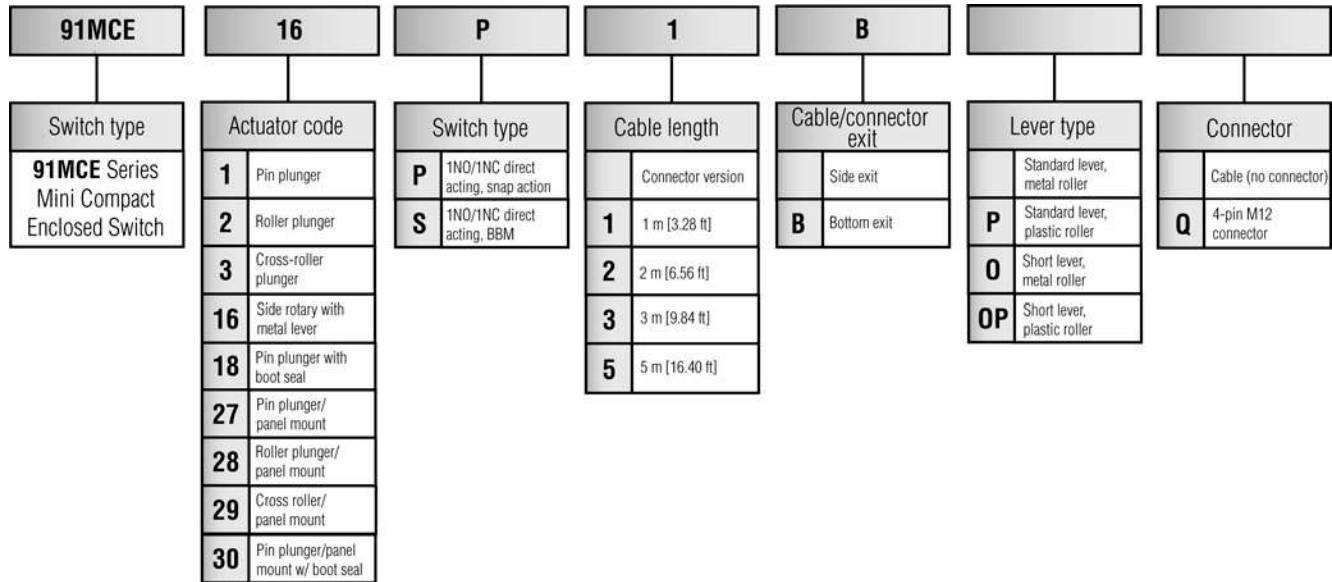 91MCE
16
P
1
B
Switch type
91MCE Series
Mini Compact
Enclosed Switch
Actuator code
1 Pin plunger
2 Roller plunger
3 Cross-roller
plunger
16 Side rotary with
metal lever
18 Pin plunger with
boot seal
27 Pin plunger/
panel mount
28 Roller plunger/
panel mount
29 Cross roller/
panel mount
30 Pin plunger/panel
mount w/ boot seal
Switch type
P 1NO/1NC direct
acting, snap action
S 1NO/1NC direct
acting, BBM
Cable length
Connector version
1 1 m [3.28 ft]
2 2 m [6.56 ft]
3 3 m [9.84 ft]
5 5 m [16.40 ft]
Cable/connector
exit
Side exit
B Bottom exit
Lever type
Standard lever,
metal roller
P Standard lever,
plastic roller
O Short lever,
metal roller
OP Short lever,
plastic roller
Connector
Cable (no connector)
Q 4-pin M12
connector